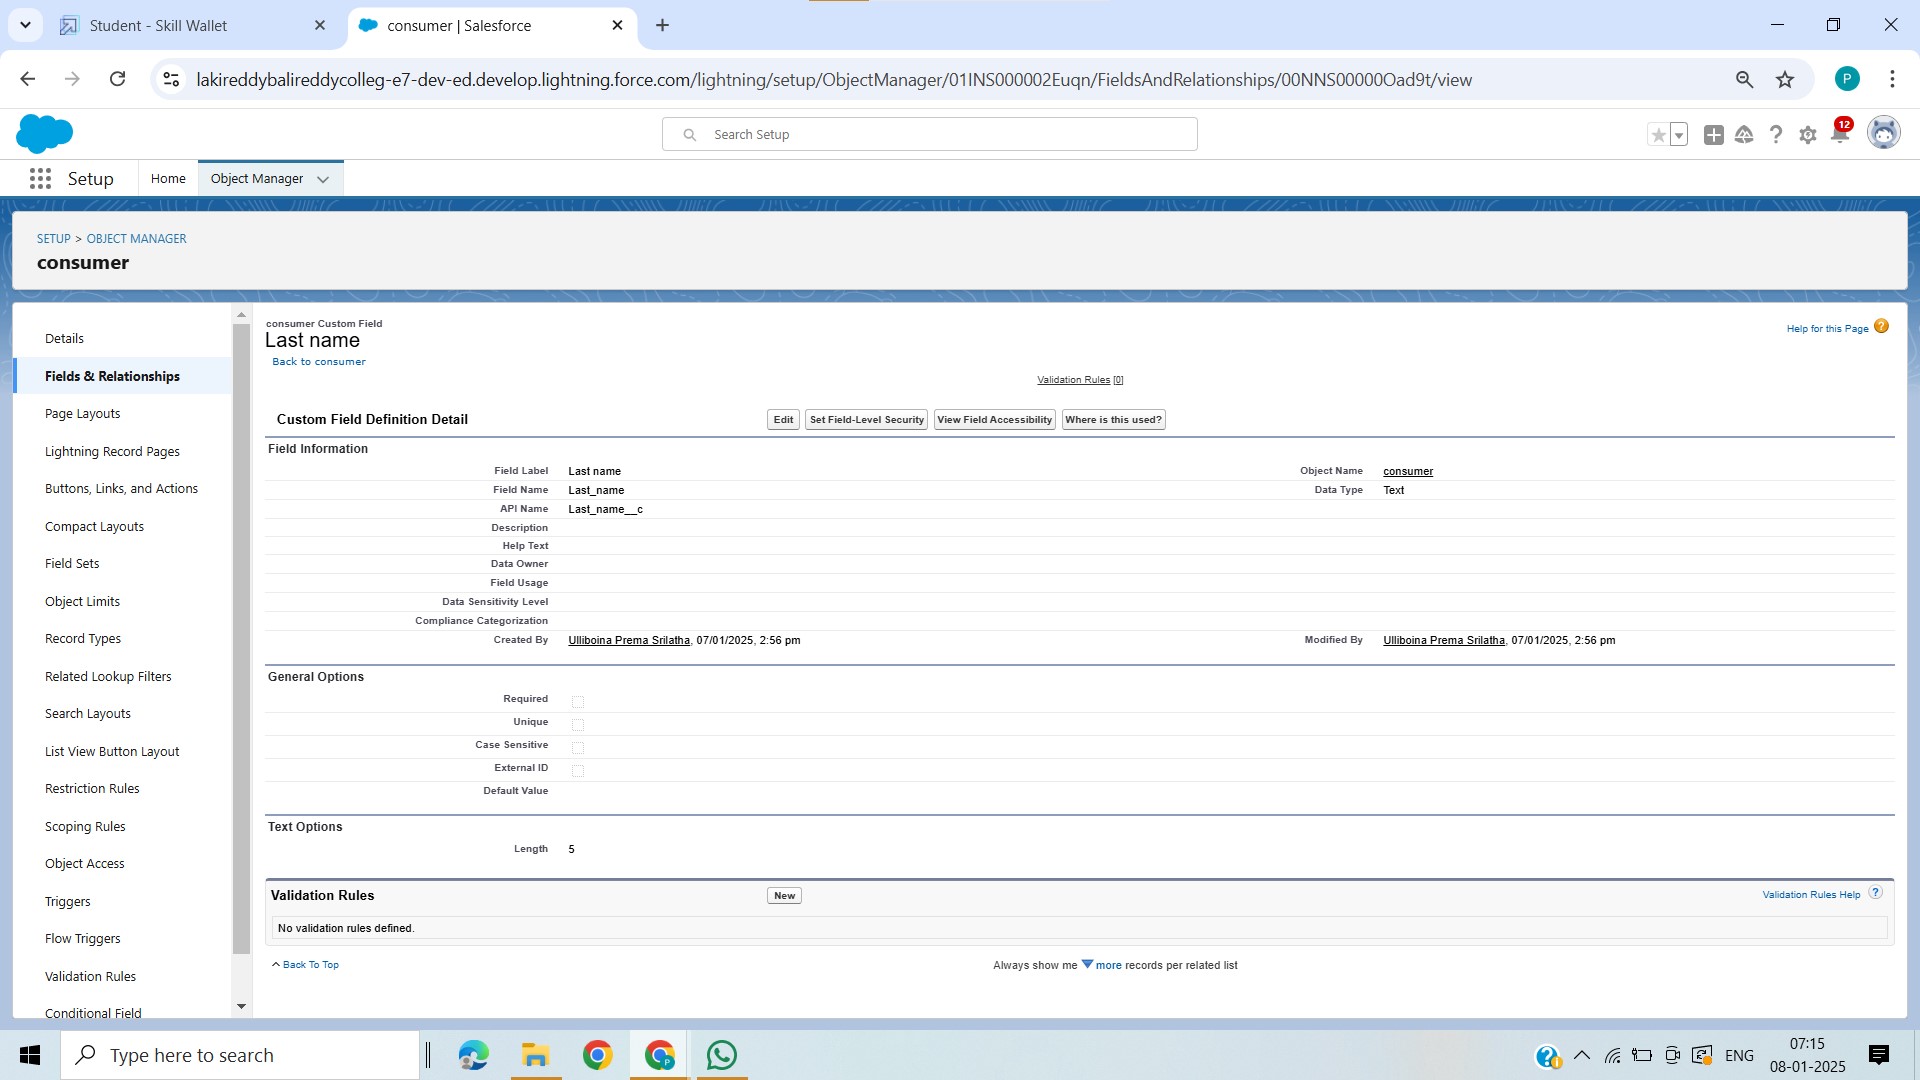 Student - Skill Wallet
consumer | Salesforce
lakireddybalireddycolleg-e7-dev-ed.develop.lightning.force.com/lightning/setup/ObjectManager/01INS000002Euqn/FieldsAndRelationships/00NNS00000Oad9t/view
P
Search Setup
12
Setup
Home
Object Manager
SETUP > OBJECT MANAGER
consumer
Details
Fields & Relationships
Page Layouts
Lightning Record Pages
Buttons, Links, and Actions
Compact Layouts
Field Sets
Object Limits
Record Types
Related Lookup Filters
Search Layouts
List View Button Layout
Restriction Rules
Scoping Rules
Object Access
Triggers
Flow Triggers
Validation Rules
Conditional Field
consumer Custom Field
Last name
Back to consumer
Help for this Page
Validation Rules [0]
Custom Field Definition Detail
Edit
Set Field-Level Security
View Field Accessibility
Where is this used?
Field Information
Field Label Last name Object Name consumer
Field Name Last_name Data Type Text
API Name Last_name__c
Description
Help Text
Data Owner
Field Usage
Data Sensitivity Level
Compliance Categorization
Created By Ulliboina Prema Srilatha, 07/01/2025, 2:56 pm Modified By Ulliboina Prema Srilatha, 07/01/2025, 2:56 pm
General Options
Required
Unique
Case Sensitive
External ID
Default Value
Text Options
Length 5
Validation Rules
New
Validation Rules Help
No validation rules defined.
Back To Top
Always show me more records per related list
Type here to search
ENG
07:15
08-01-2025